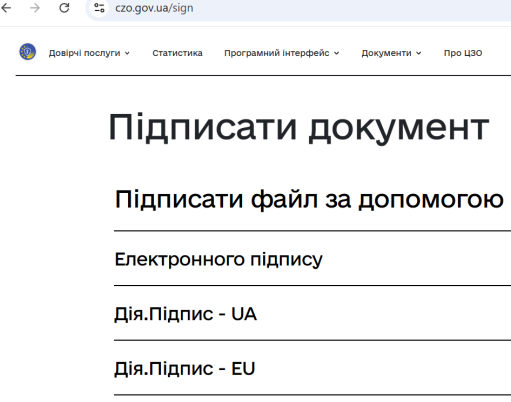 czo.gov.ua/sign
Довірчі послуги Статистика Програмний інтерфейс Документи Про ЦЗО
Підписати документ
Підписати файл за допомогою
Електронного підпису
Дія.Підпис - UA
Дія.Підпис - EU